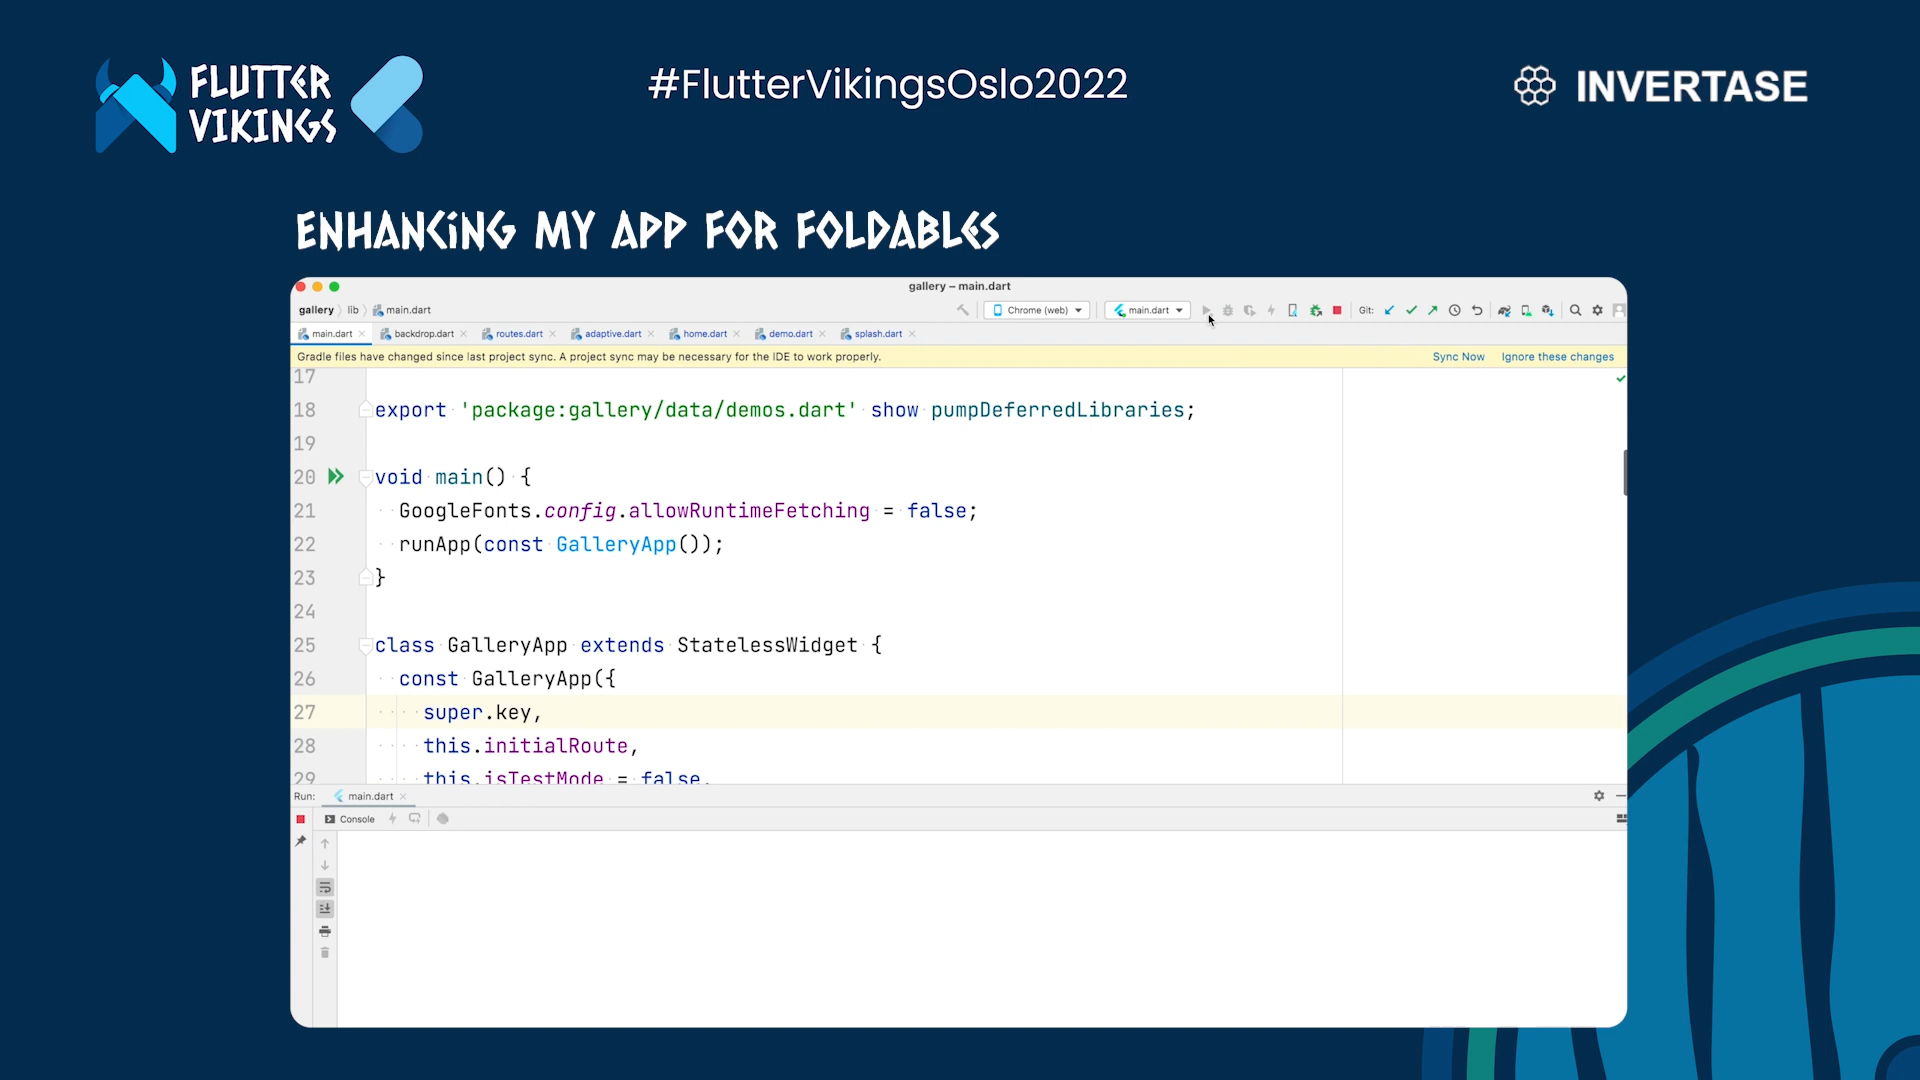 FLUTTER
VIKINGS
#FlutterVikingsOslo2022
INVERTASE
ENHANCING MY APP FOR FOLDABLES
gallery – main.dart
gallery lib main.dart
Chrome (web)
main.dart
Git:
main.dart backdrop.dart routes.dart adaptive.dart home.dart demo.dart splash.dart
Gradle files have changed since last project sync. A project sync may be necessary for the IDE to work properly.
Sync Now Ignore these changes
17
18 export 'package:gallery/data/demos.dart' show pumpDeferredLibraries;
19
20 void main() {
21 GoogleFonts.config.allowRuntimeFetching = false;
22 runApp(const GalleryApp());
23 }
24
25 class GalleryApp extends StatelessWidget {
26 const GalleryApp({
27 super.key,
28 this.initialRoute,
29 this.isTestMode = false,
Run: main.dart
Console